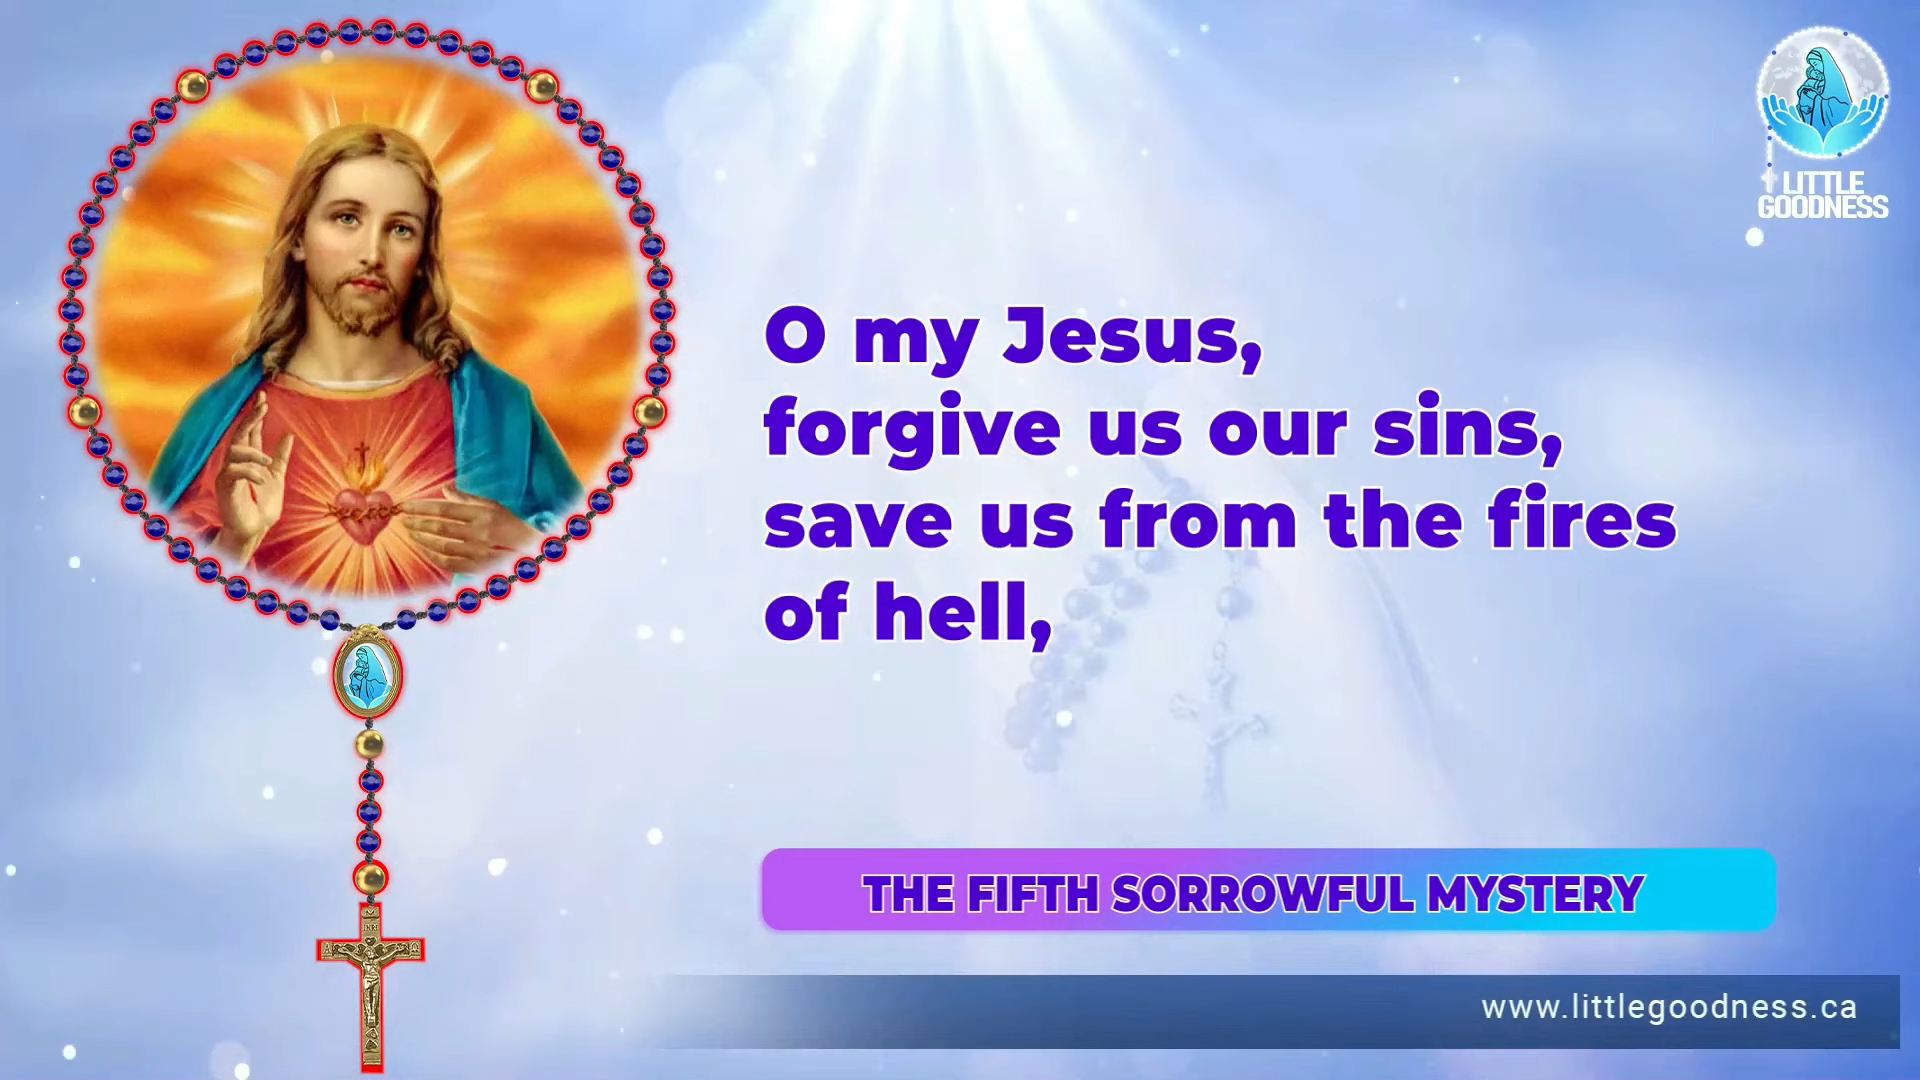 LITTLE
GOODNESS
O my Jesus,
forgive us our sins,
save us from the fires
of hell,
THE FIFTH SORROWFUL MYSTERY
www.littlegoodness.ca
INRI